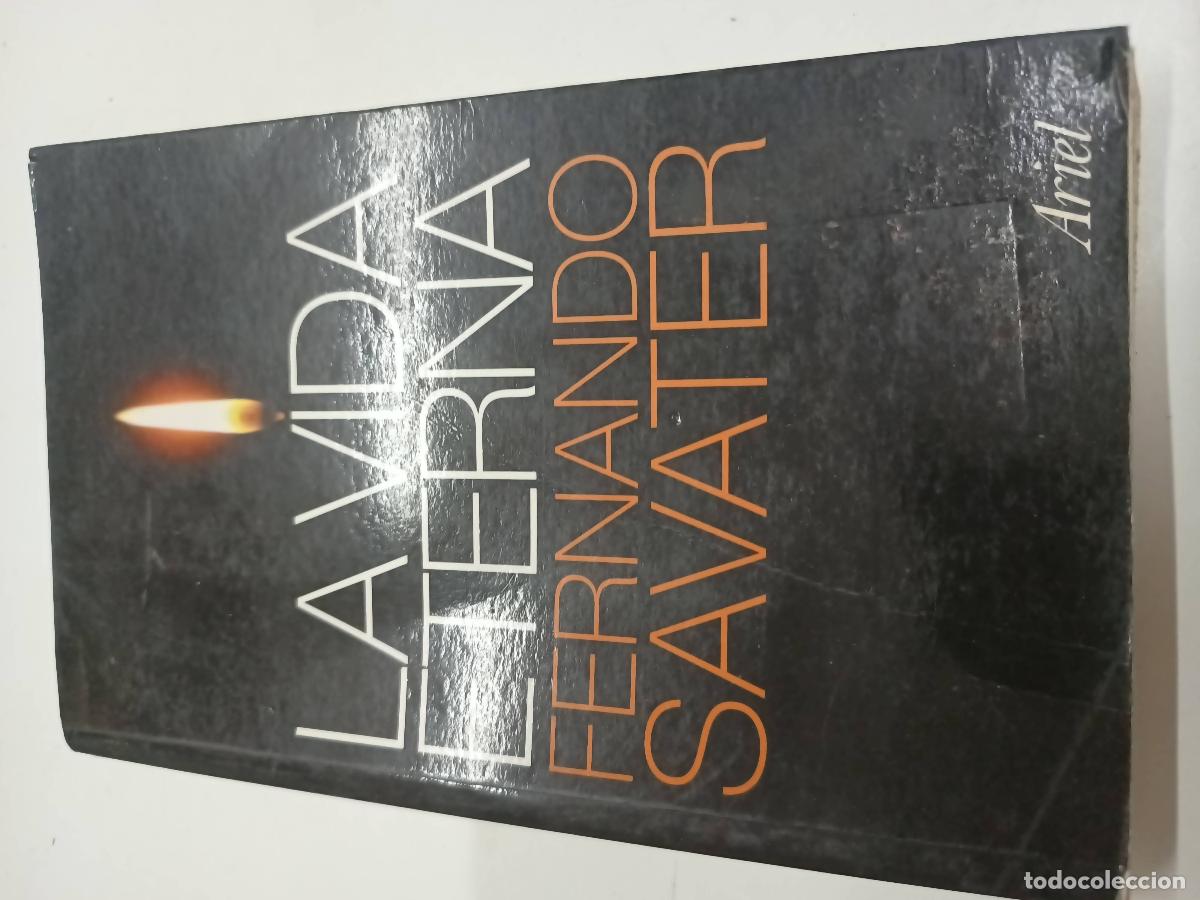 LA VIDA
ETERNA
FERNANDO
SAVATER
Ariel
todocoleccion